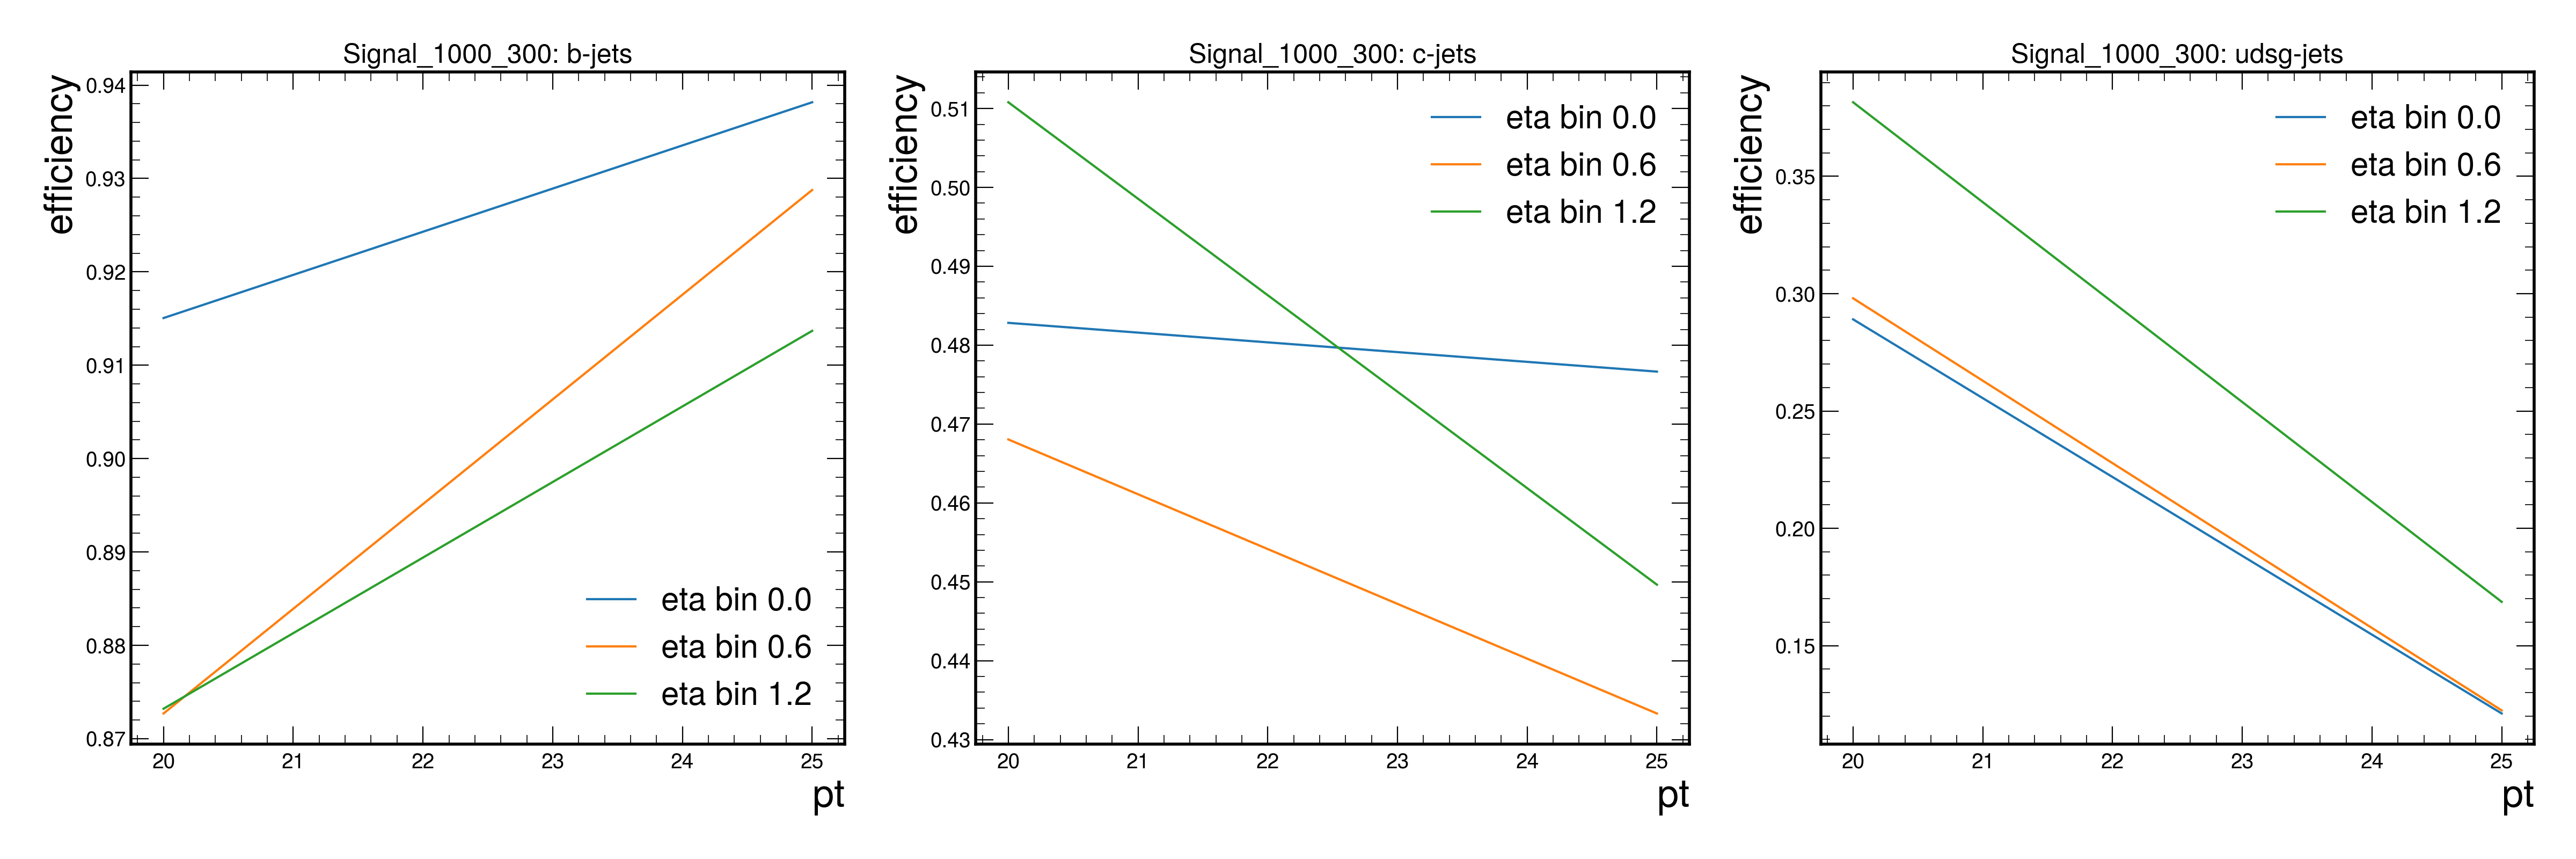 Signal_1000_300: b-jets
efficiency
0.94
0.93
0.92
0.91
0.90
0.89
0.88
0.87
eta bin 0.0
eta bin 0.6
eta bin 1.2
20 21 22 23 24 25
pt
Signal_1000_300: c-jets
efficiency
0.51
0.50
0.49
0.48
0.47
0.46
0.45
0.44
0.43
eta bin 0.0
eta bin 0.6
eta bin 1.2
20 21 22 23 24 25
pt
Signal_1000_300: udsg-jets
efficiency
0.35
0.30
0.25
0.20
0.15
eta bin 0.0
eta bin 0.6
eta bin 1.2
20 21 22 23 24 25
pt